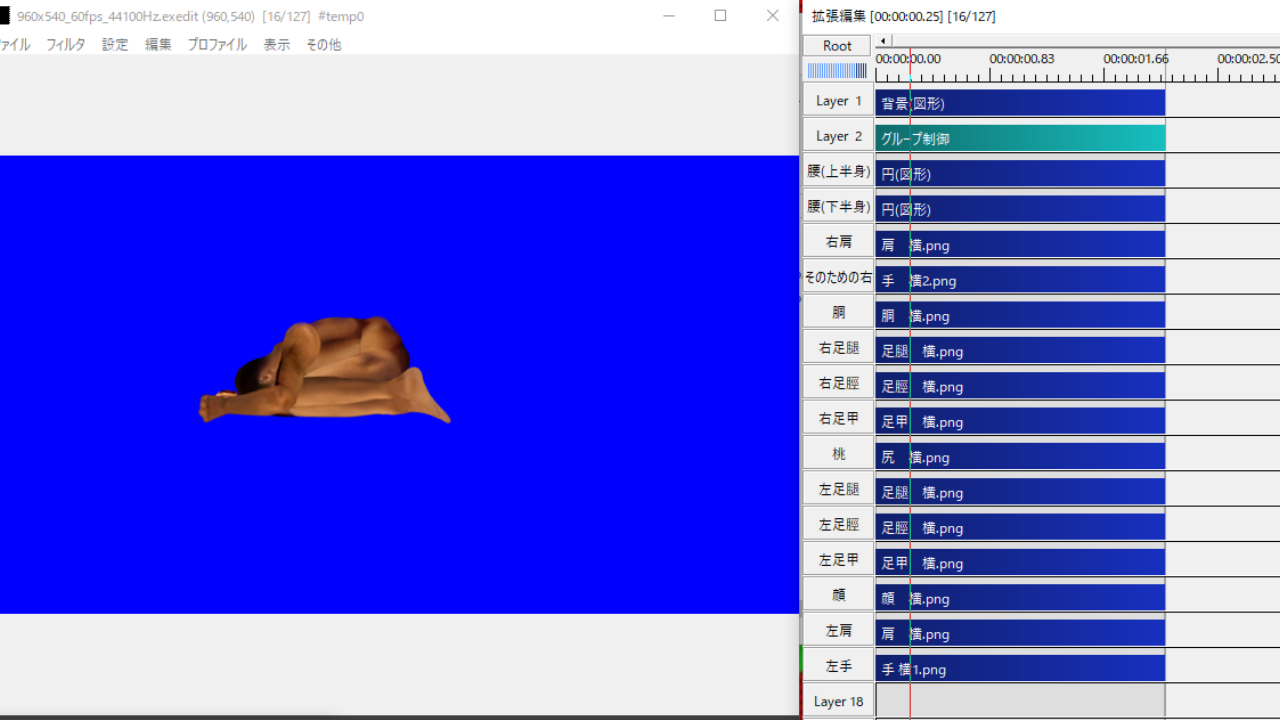 960x540_60fps_44100Hz.exedit (960,540) [16/127] #temp0
ァイル フィルタ 設定 編集 プロファイル 表示 その他
拡張編集 [00:00:00.25] [16/127]
Root
00:00:00.00 00:00:00.83 00:00:01.66 00:00:02.50
Layer 1 背景(図形)
Layer 2 グループ制御
腰(上半身) 円(図形)
腰(下半身) 円(図形)
右肩 肩 横.png
そのための右 手 横2.png
胴 胴 横.png
右足腿 足腿 横.png
右足脛 足脛 横.png
右足甲 足甲 横.png
桃 尻 横.png
左足腿 足腿 横.png
左足脛 足脛 横.png
左足甲 足甲 横.png
顔 顔 横.png
左肩 肩 横.png
左手 手 横1.png
Layer 18